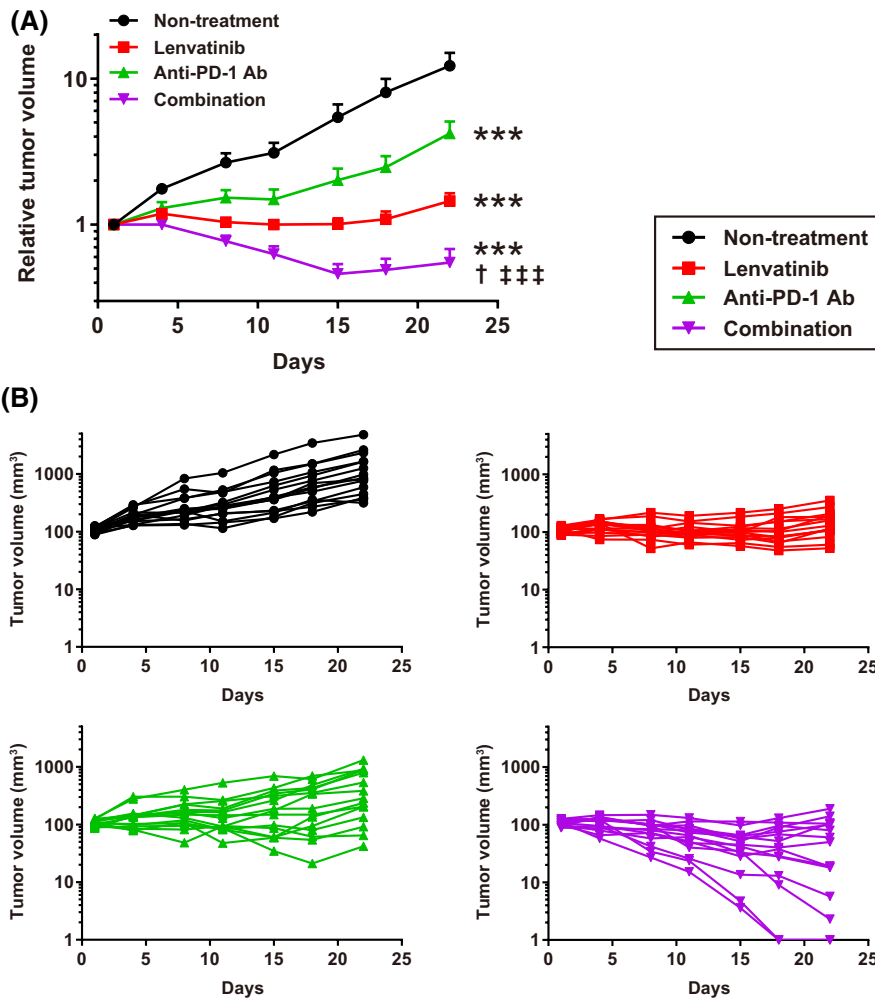 (A)
Non-treatment
Lenvatinib
Anti-PD-1 Ab
Combination
Relative tumor volume
10
1
***
***
***
† ‡‡‡
0 5 10 15 20 25
Days
Non-treatment
Lenvatinib
Anti-PD-1 Ab
Combination
(B)
Tumor volume (mm³)
1000
100
10
1
0 5 10 15 20 25
Days
Tumor volume (mm³)
1000
100
10
1
0 5 10 15 20 25
Days
Tumor volume (mm³)
1000
100
10
1
0 5 10 15 20 25
Days
Tumor volume (mm³)
1000
100
10
1
0 5 10 15 20 25
Days